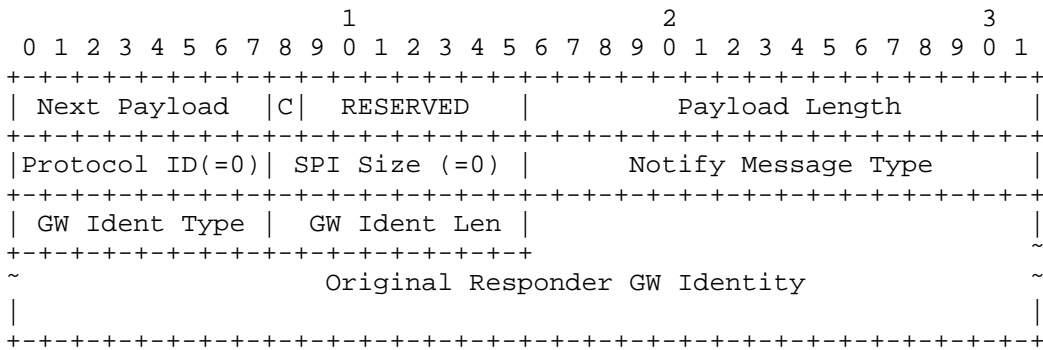 1                   2                   3
 0 1 2 3 4 5 6 7 8 9 0 1 2 3 4 5 6 7 8 9 0 1 2 3 4 5 6 7 8 9 0 1
+-+-+-+-+-+-+-+-+-+-+-+-+-+-+-+-+-+-+-+-+-+-+-+-+-+-+-+-+-+-+-+-+
| Next Payload  |C|  RESERVED   |         Payload Length        |
+-+-+-+-+-+-+-+-+-+-+-+-+-+-+-+-+-+-+-+-+-+-+-+-+-+-+-+-+-+-+-+-+
|Protocol ID(=0)| SPI Size (=0) |      Notify Message Type      |
+-+-+-+-+-+-+-+-+-+-+-+-+-+-+-+-+-+-+-+-+-+-+-+-+-+-+-+-+-+-+-+-+
| GW Ident Type |  GW Ident Len |                               |
+-+-+-+-+-+-+-+-+-+-+-+-+-+-+-+-+                               ~
~                   Original Responder GW Identity              ~
|                                                               |
+-+-+-+-+-+-+-+-+-+-+-+-+-+-+-+-+-+-+-+-+-+-+-+-+-+-+-+-+-+-+-+-+